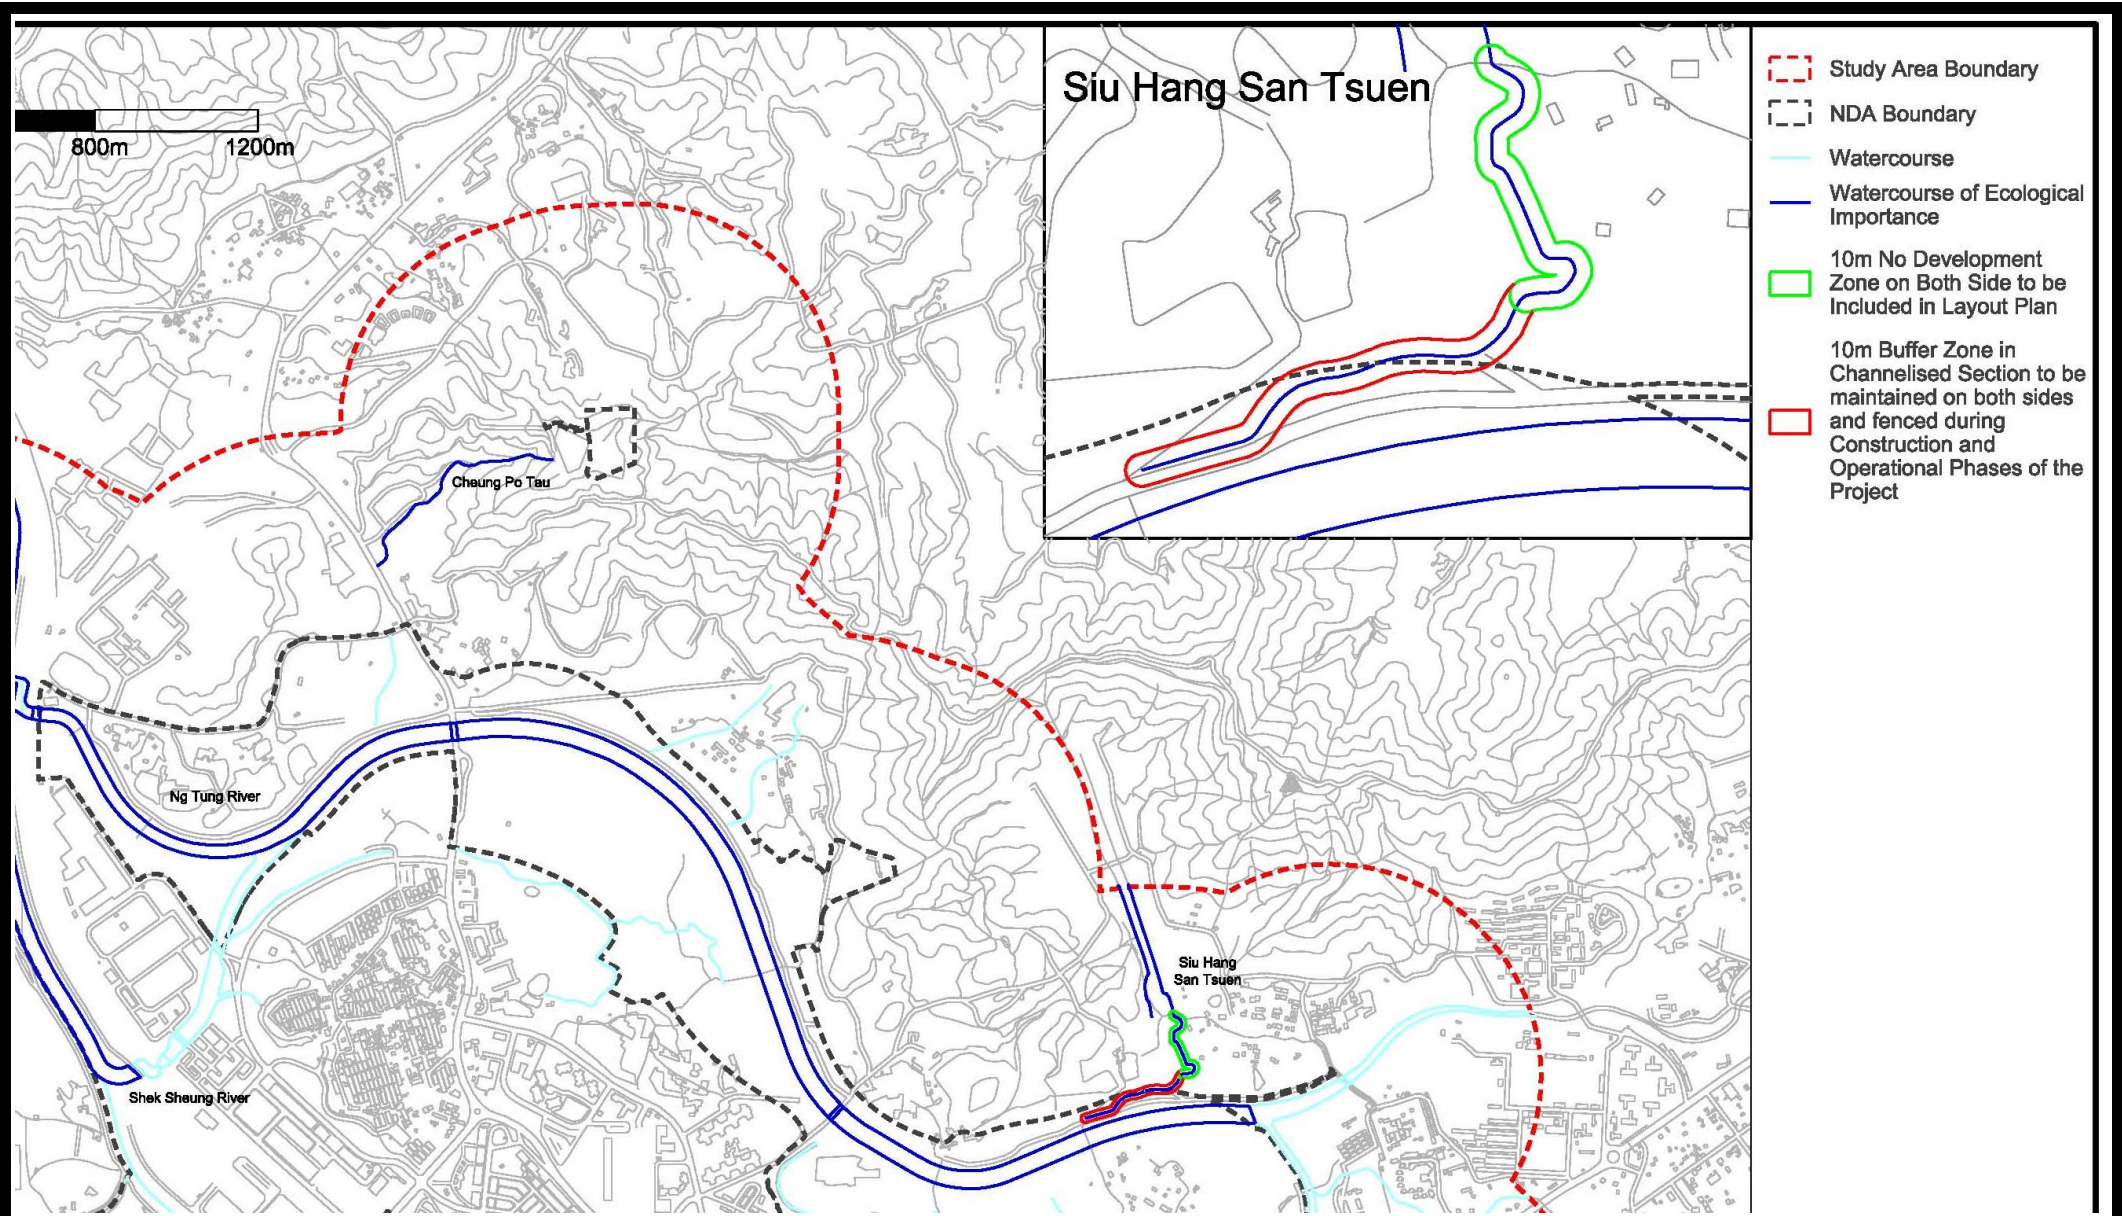 Siu Hang San Tsuen
800m 1200m
Cheung Po Tau
Ng Tung River
Siu Hang
San Tsuen
Shek Sheung River
Study Area Boundary
NDA Boundary
Watercourse
Watercourse of Ecological
Importance
10m No Development
Zone on Both Side to be
Included in Layout Plan
10m Buffer Zone in
Channelised Section to be
maintained on both sides
and fenced during
Construction and
Operational Phases of the
Project